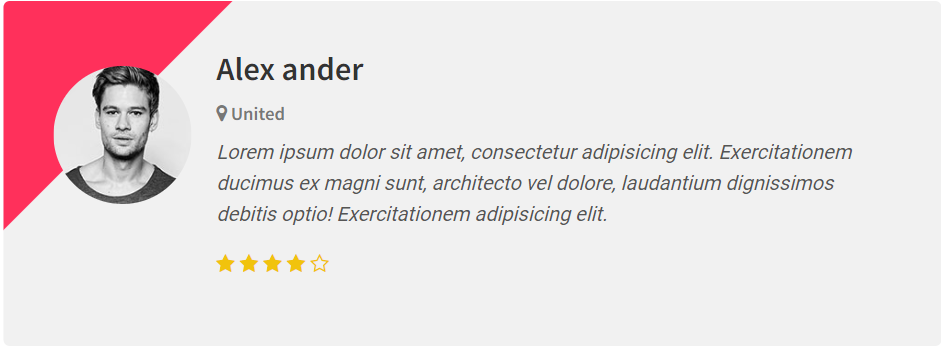 Alex ander
United
Lorem ipsum dolor sit amet, consectetur adipisicing elit. Exercitationem
ducimus ex magni sunt, architecto vel dolore, laudantium dignissimos
debitis optio! Exercitationem adipisicing elit.